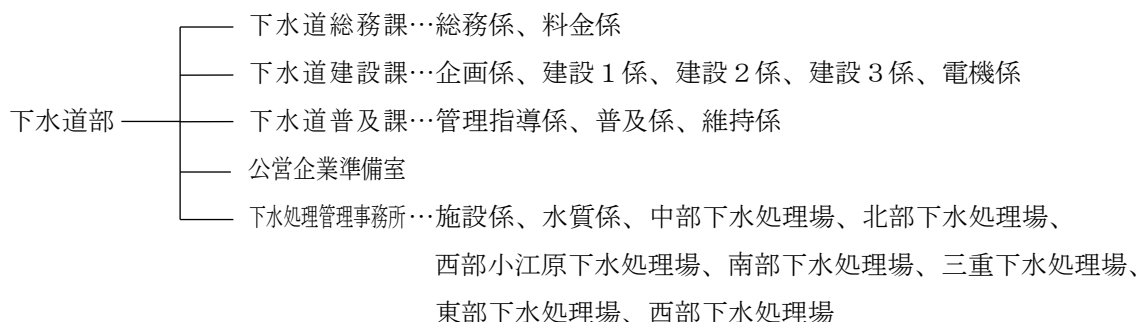 下水道総務課…総務係、料金係
下水道建設課…企画係、建設１係、建設２係、建設３係、電機係
下水道部
下水道普及課…管理指導係、普及係、維持係
公営企業準備室
下水処理管理事務所…施設係、水質係、中部下水処理場、北部下水処理場、
西部小江原下水処理場、南部下水処理場、三重下水処理場、
東部下水処理場、西部下水処理場